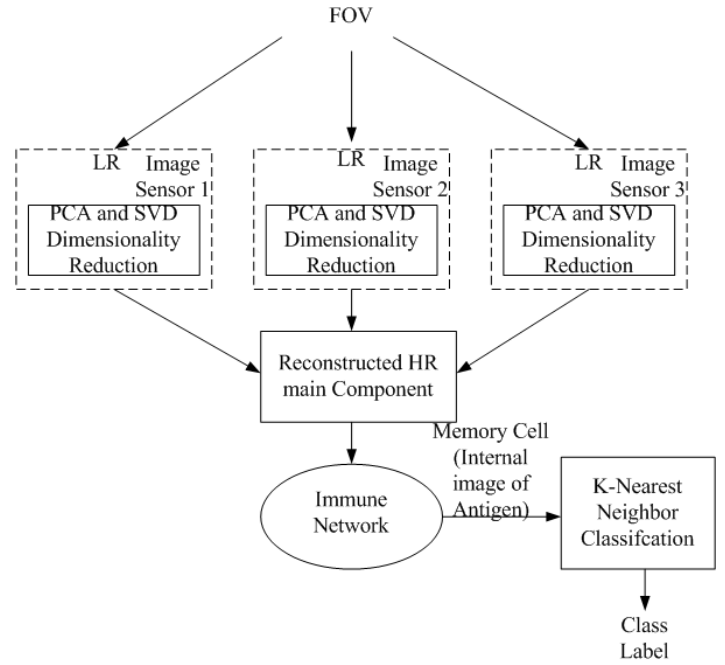 FOV
LR Image
Sensor 1
PCA and SVD
Dimensionality
Reduction
LR Image
Sensor 2
PCA and SVD
Dimensionality
Reduction
LR Image
Sensor 3
PCA and SVD
Dimensionality
Reduction
Reconstructed HR
main Component
Immune
Network
Memory Cell
(Internal
image of
Antigen)
K-Nearest
Neighbor
Classifcation
Class
Label